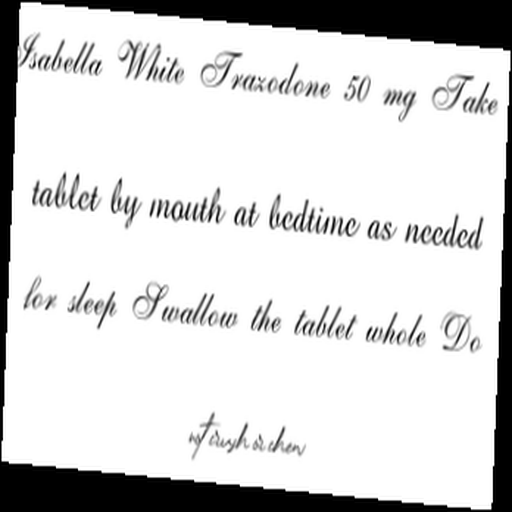 Isabella White Trazodone 50 mg Take
tablet by mouth at bedtime as needed
for sleep Swallow the tablet whole Do
not crush or chew